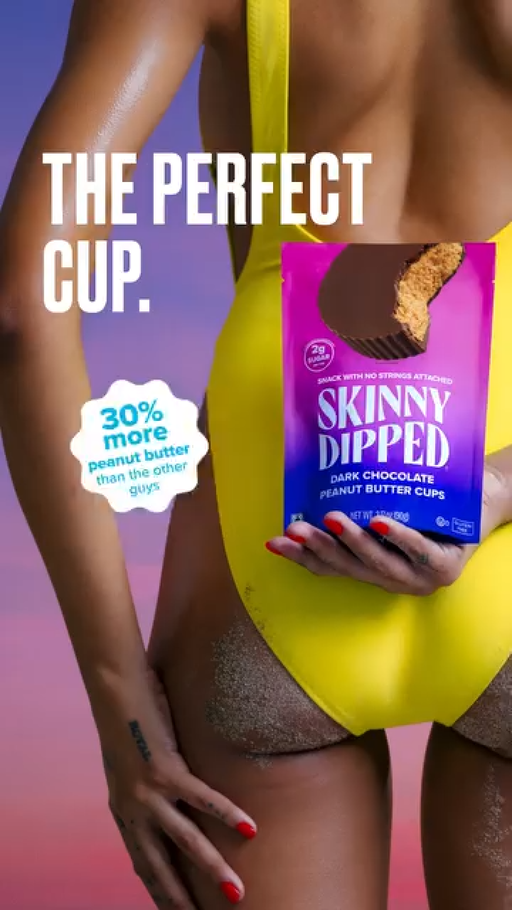 THE PERFECT
CUP.
30%
more
peanut butter
than the other
guys
2g
SUGAR
SNACK WITH NO STRINGS ATTACHED
SKINNY
DIPPED
DARK CHOCOLATE
PEANUT BUTTER CUPS
NET WT.
ROYAL